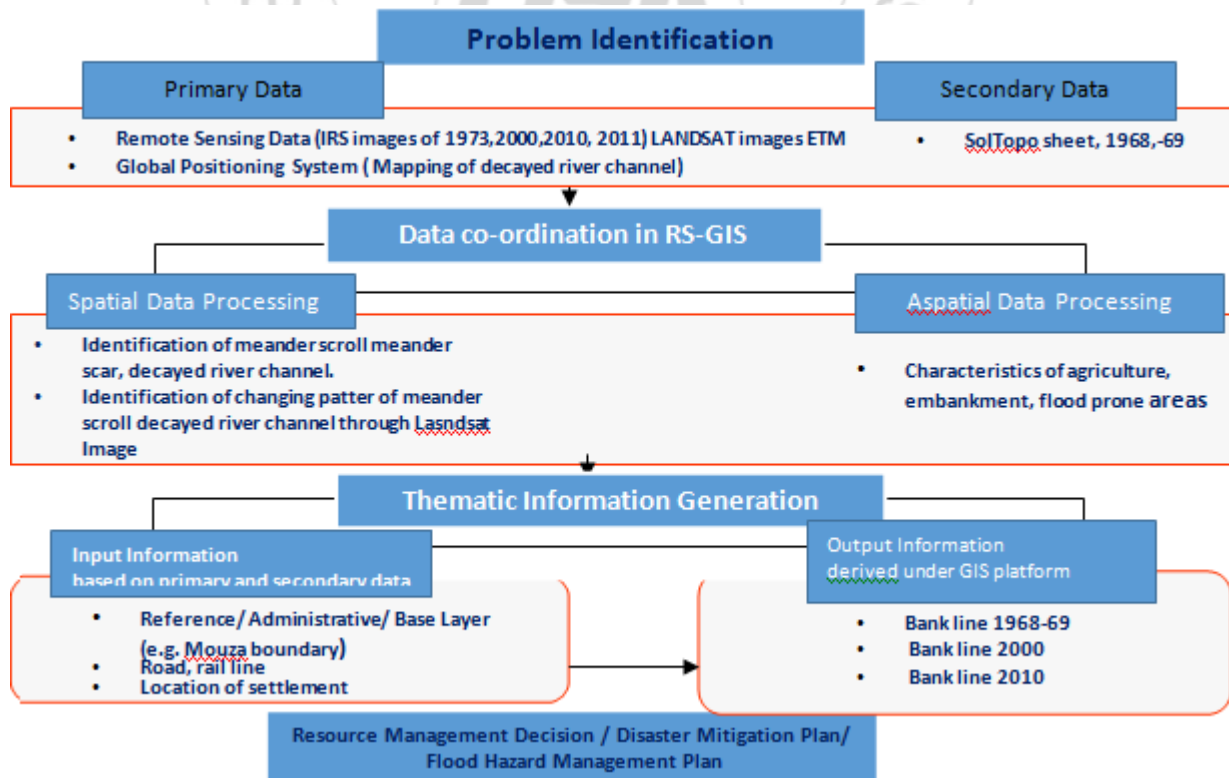 Problem Identification
Primary Data
Secondary Data
• Remote Sensing Data (IRS images of 1973,2000,2010, 2011) LANDSAT images ETM
• Global Positioning System ( Mapping of decayed river channel)
• SoITopo sheet, 1968,-69
Data co-ordination in RS-GIS
Spatial Data Processing
Aspatial Data Processing
• Identification of meander scroll meander
scar, decayed river channel.
• Identification of changing patter of meander
scroll decayed river channel through Lasndsat
Image
• Characteristics of agriculture,
embankment, flood prone areas
Thematic Information Generation
Input Information
based on primary and secondary data
Output Information
derived under GIS platform
• Reference/ Administrative/ Base Layer
(e.g. Mouza boundary)
• Road, rail line
• Location of settlement
• Bank line 1968-69
• Bank line 2000
• Bank line 2010
Resource Management Decision / Disaster Mitigation Plan/
Flood Hazard Management Plan